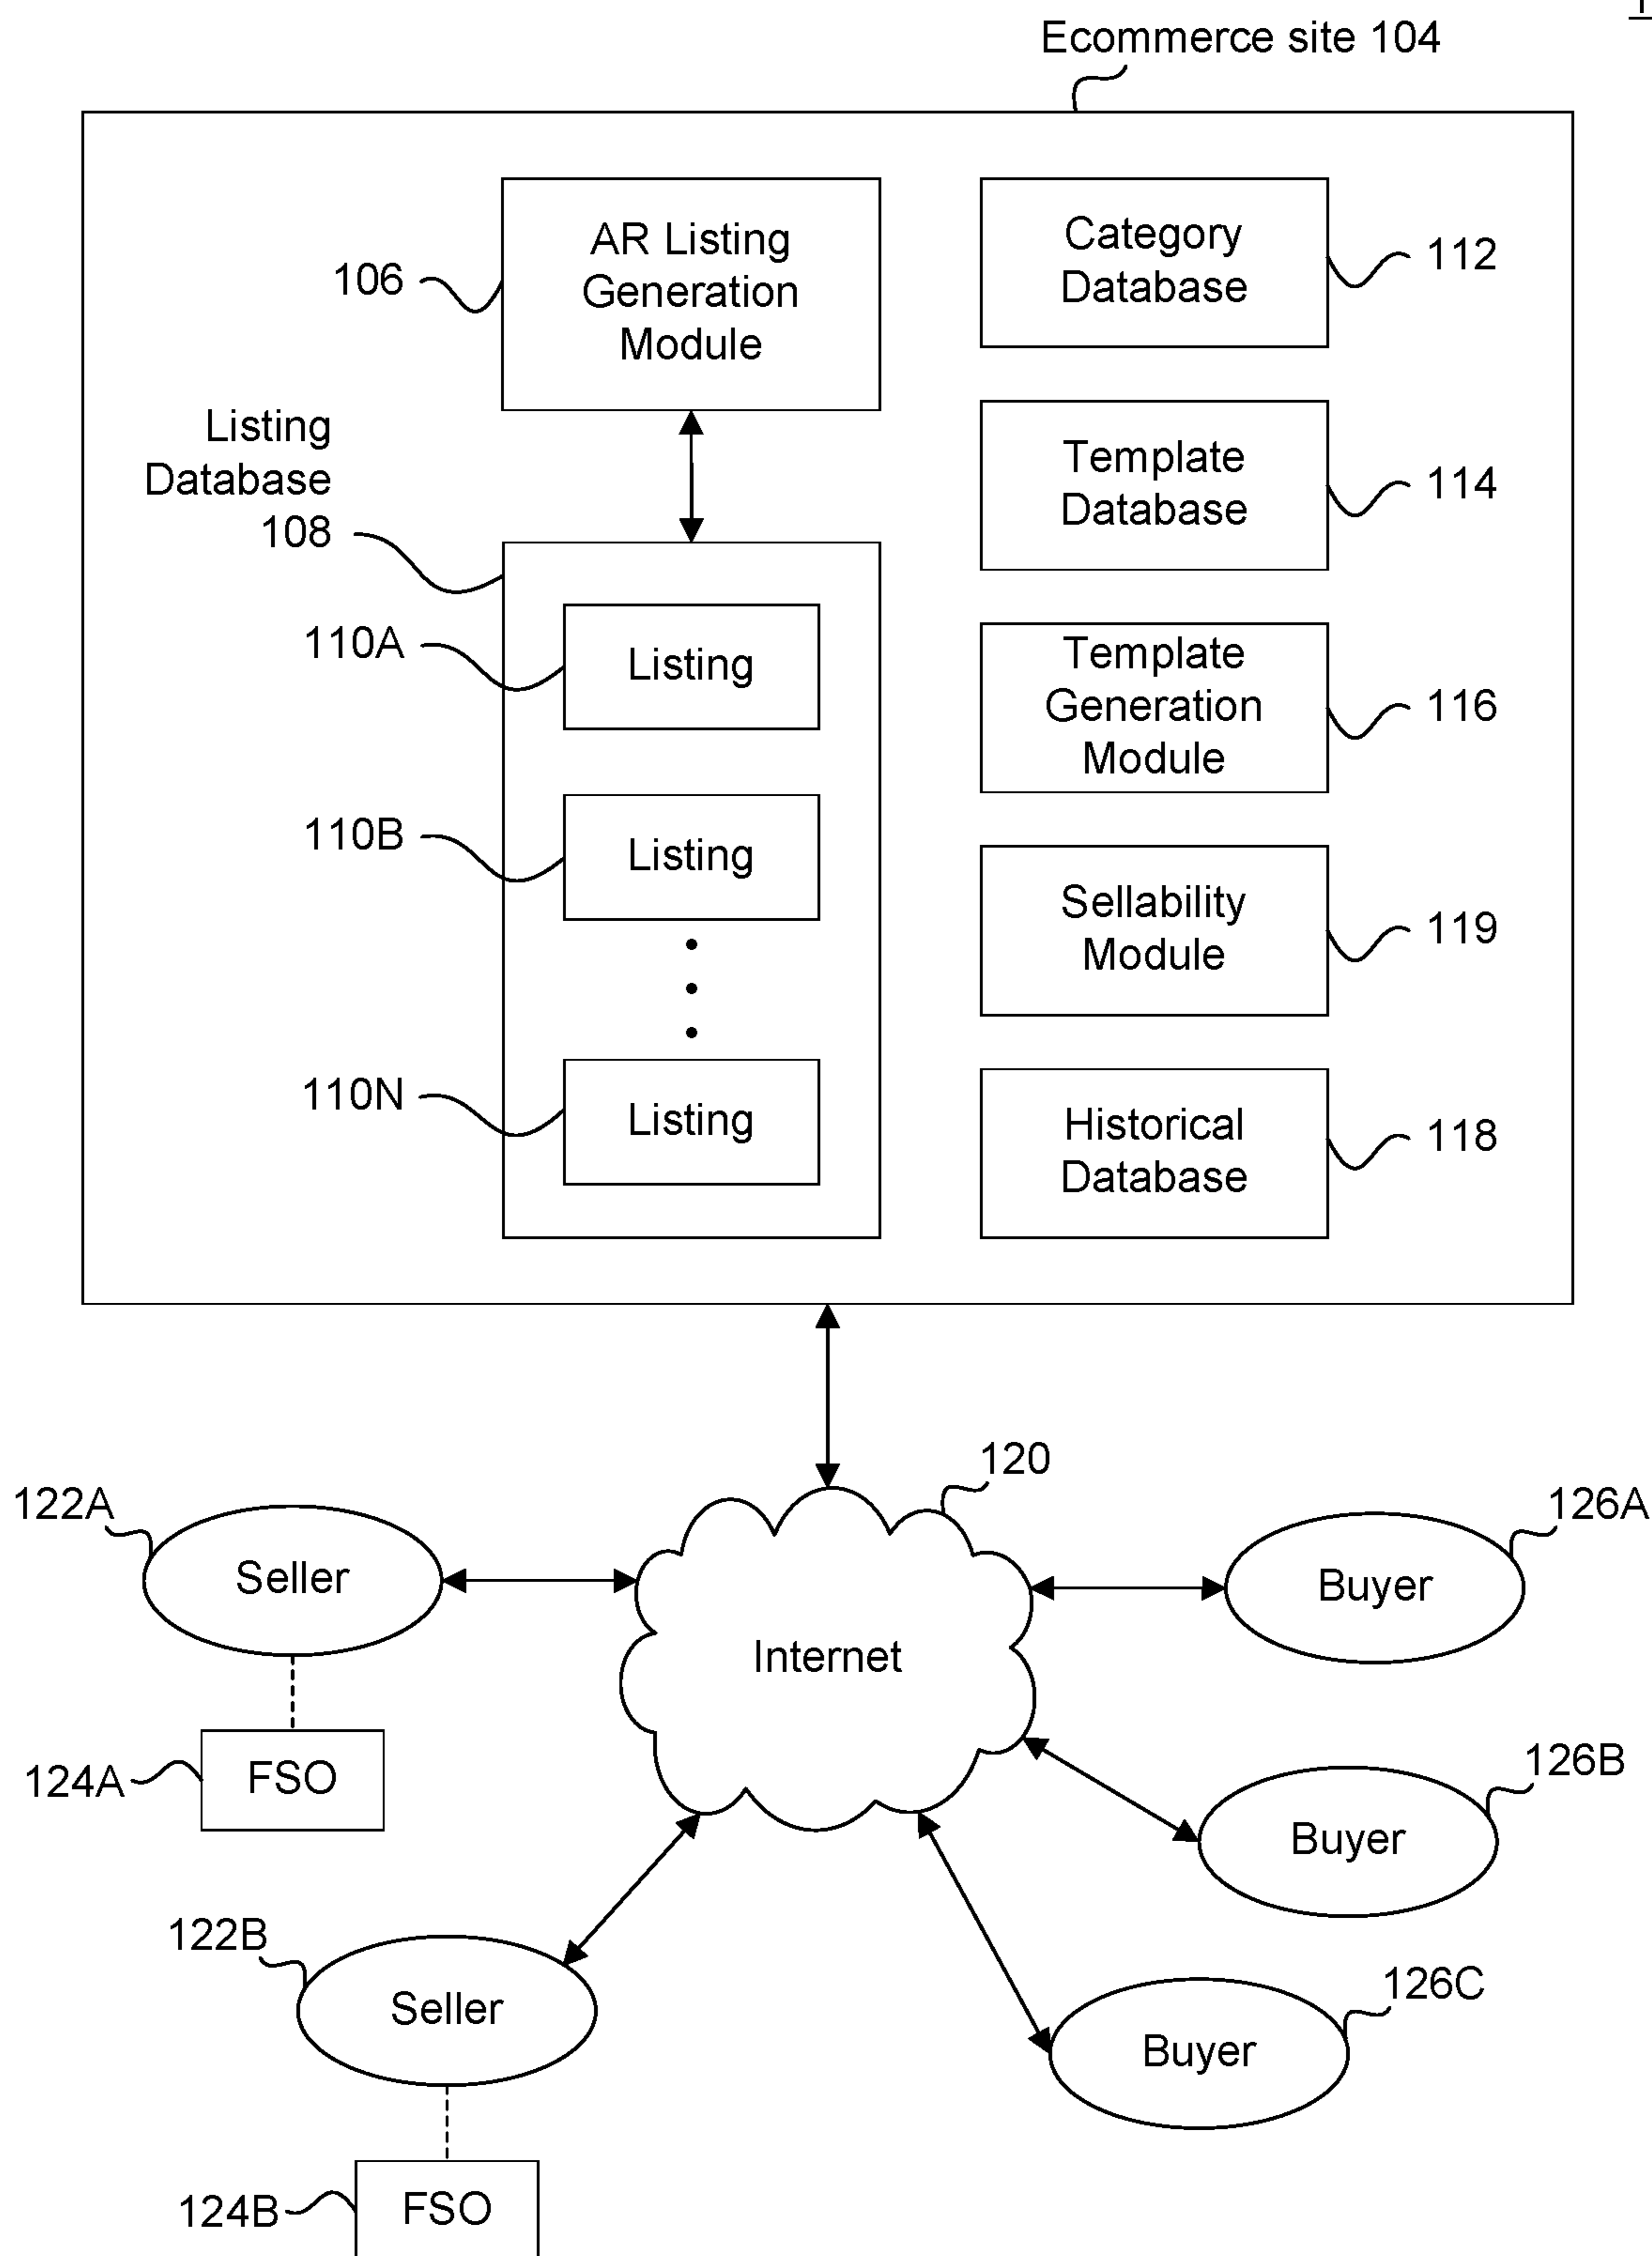 Ecommerce site 104
AR Listing
Generation
Module
106
Category
Database
112
Listing
Database
108
Template
Database
114
110A
Listing
Template
Generation
Module
116
110B
Listing
Sellability
Module
119
110N
Listing
Historical
Database
118
120
122A
Seller
126A
Buyer
Internet
124A
FSO
126B
Buyer
122B
Seller
126C
Buyer
124B
FSO